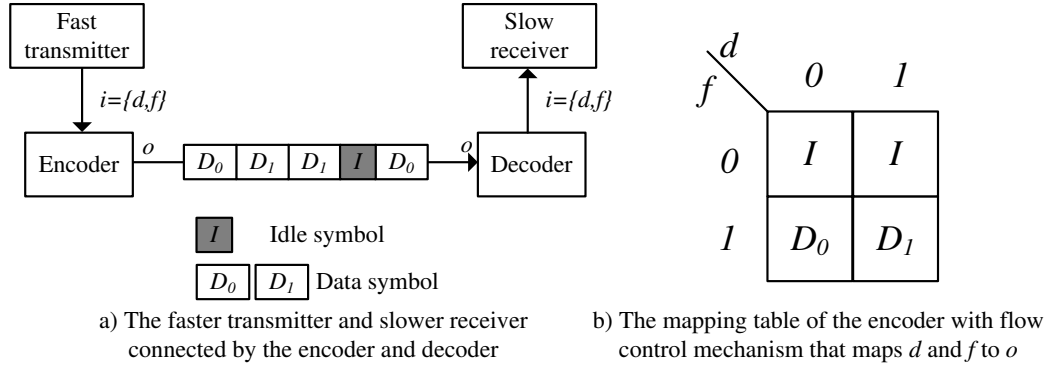 Fast
transmitter
Slow
receiver
i={d,f}
i={d,f}
Encoder
o
D0 D1 D1 I D0
o
Decoder
I Idle symbol
D0 D1 Data symbol
a) The faster transmitter and slower receiver
connected by the encoder and decoder
d
f
0 1
0 I I
1 D0 D1
b) The mapping table of the encoder with flow
control mechanism that maps d and f to o